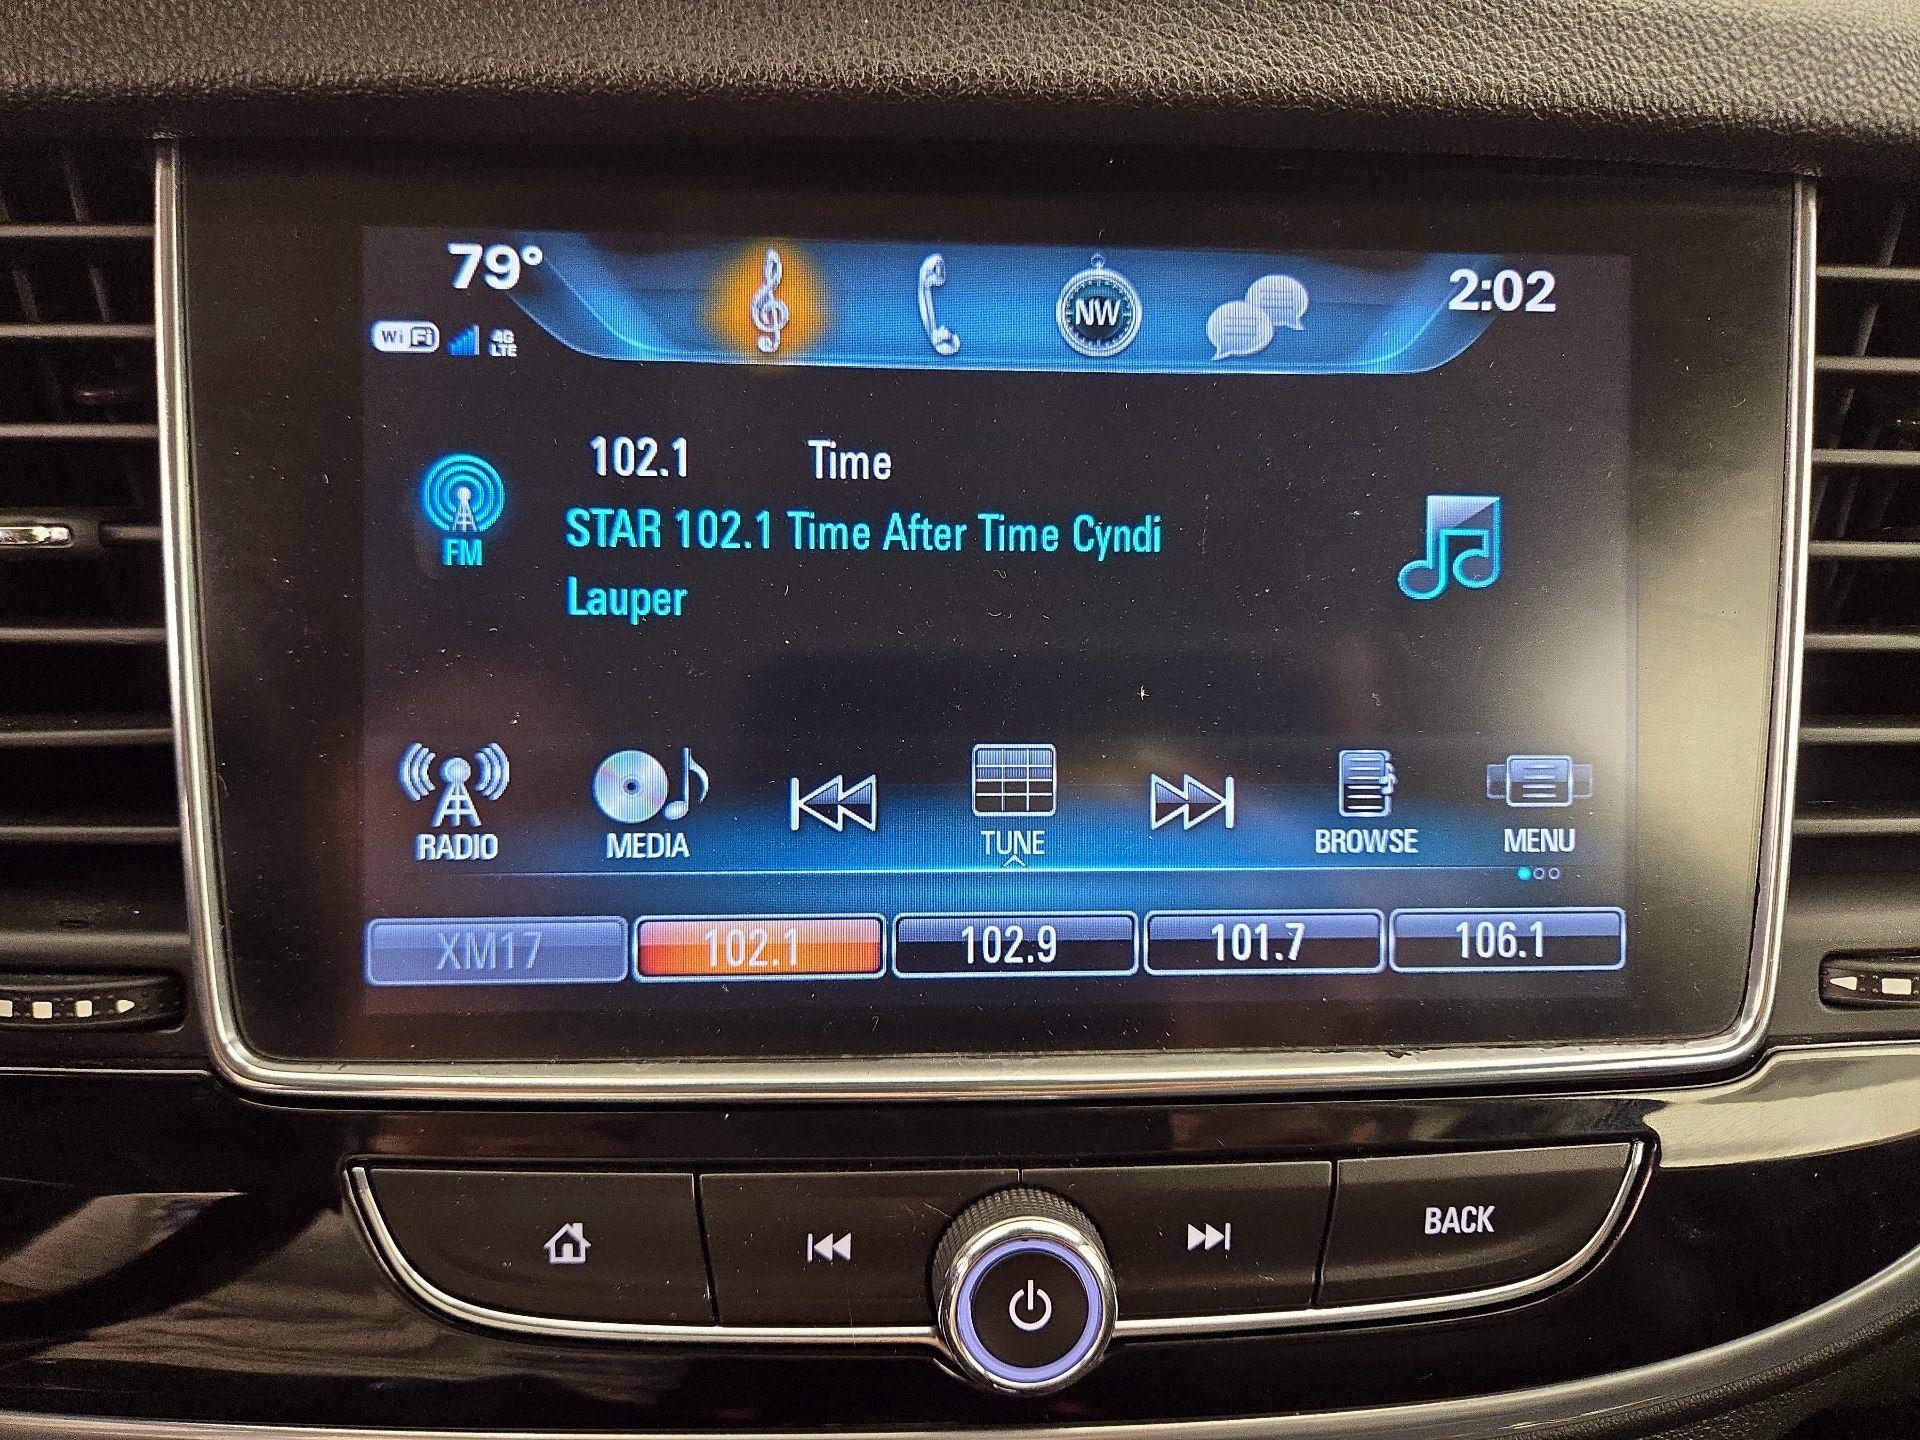 79°
NW
2:02
WiFi 4G LTE
102.1 Time
STAR 102.1 Time After Time Cyndi
Lauper
FM
RADIO MEDIA TUNE BROWSE MENU
XM17 102.1 102.9 101.7 106.1
BACK